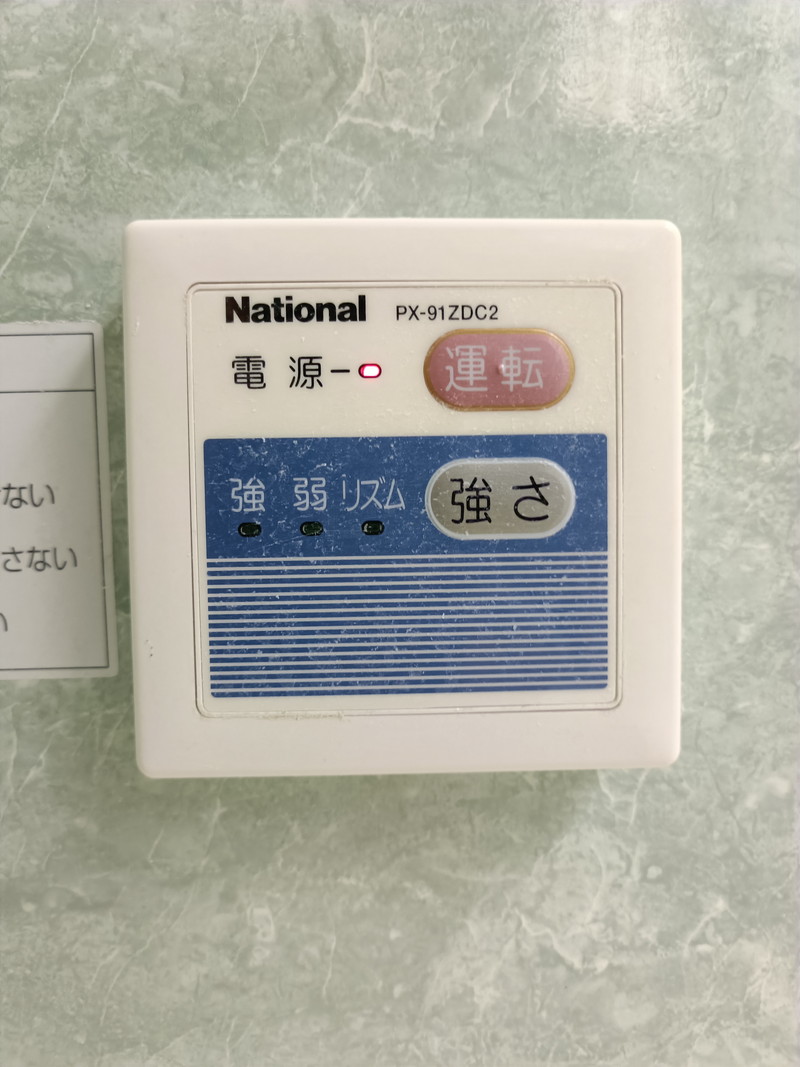 National PX-91ZDC2
電源 運転
強 弱 リズム 強さ
ない
さない
い